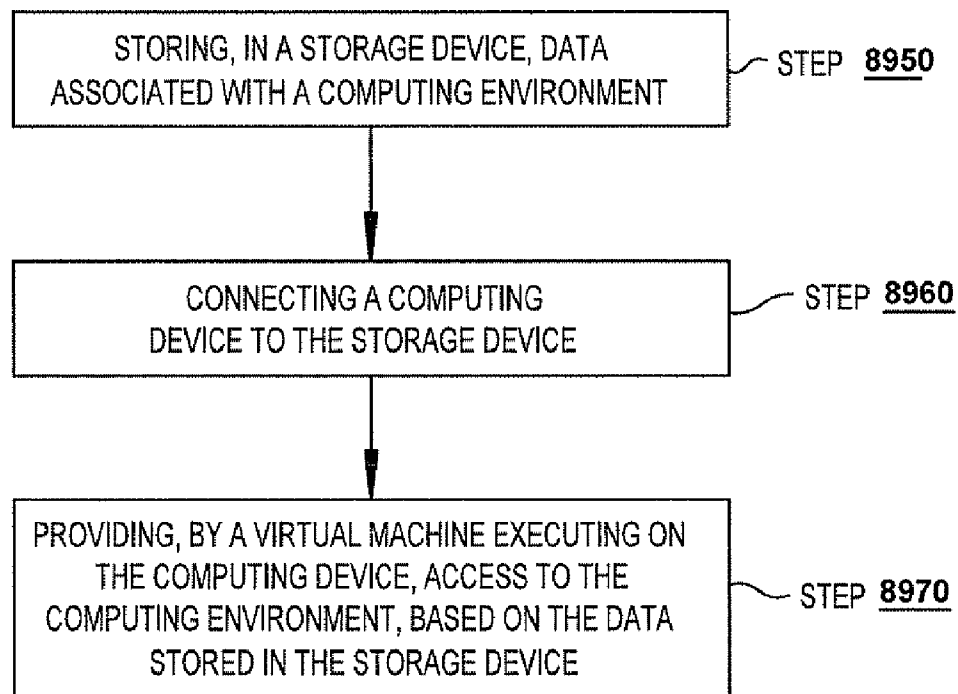 STORING, IN A STORAGE DEVICE, DATA
ASSOCIATED WITH A COMPUTING ENVIRONMENT
STEP 8950
CONNECTING A COMPUTING
DEVICE TO THE STORAGE DEVICE
STEP 8960
PROVIDING, BY A VIRTUAL MACHINE EXECUTING ON
THE COMPUTING DEVICE, ACCESS TO THE
COMPUTING ENVIRONMENT, BASED ON THE DATA
STORED IN THE STORAGE DEVICE
STEP 8970